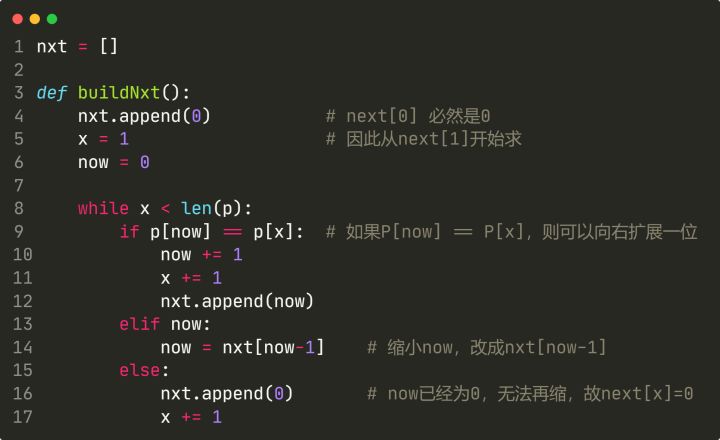 1 nxt = []
2
3 def buildNxt():
4     nxt.append(0)           # next[0] 必然是0
5     x = 1                   # 因此从next[1]开始求
6     now = 0
7
8     while x < len(p):
9         if p[now] == p[x]:  # 如果P[now] == P[x]，则可以向右扩展一位
10             now += 1
11             x += 1
12             nxt.append(now)
13         elif now:
14             now = nxt[now-1]    # 缩小now，改成nxt[now-1]
15         else:
16             nxt.append(0)       # now已经为0，无法再缩，故next[x]=0
17             x += 1